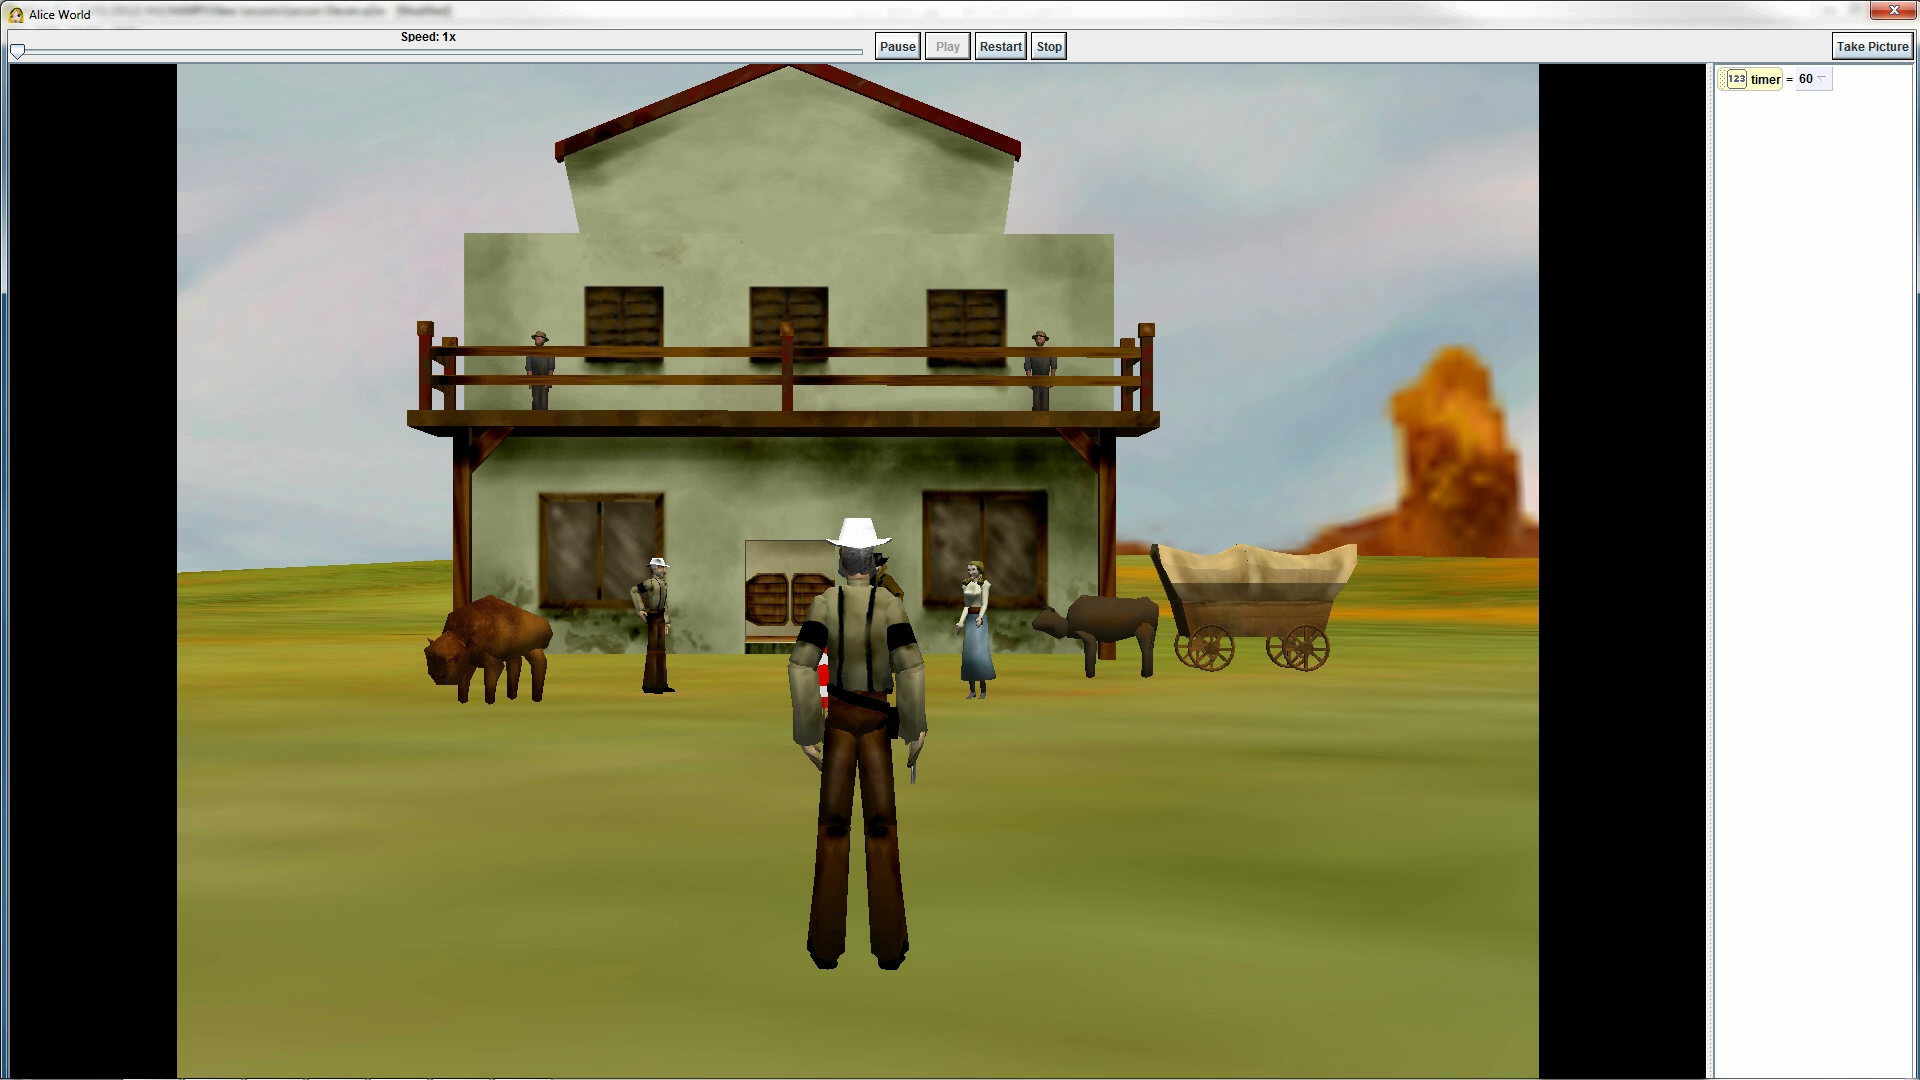 Alice World
Speed: 1x
Pause Play Restart Stop Take Picture
123 timer = 60